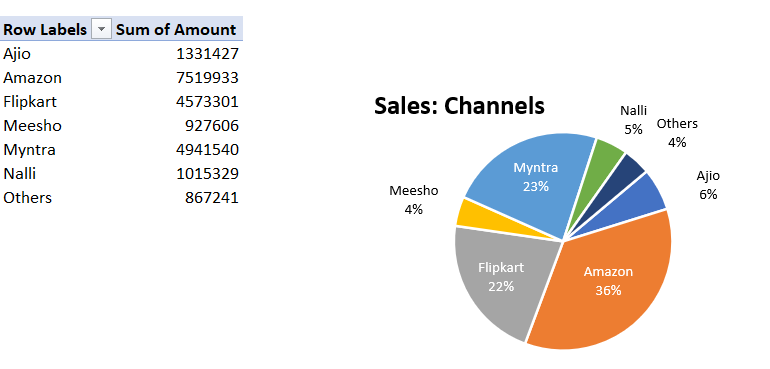 Row Labels Sum of Amount
Ajio 1331427
Amazon 7519933
Flipkart 4573301
Meesho 927606
Myntra 4941540
Nalli 1015329
Others 867241
Sales: Channels
Nalli
5%
Others
4%
Ajio
6%
Myntra
23%
Meesho
4%
Flipkart
22%
Amazon
36%